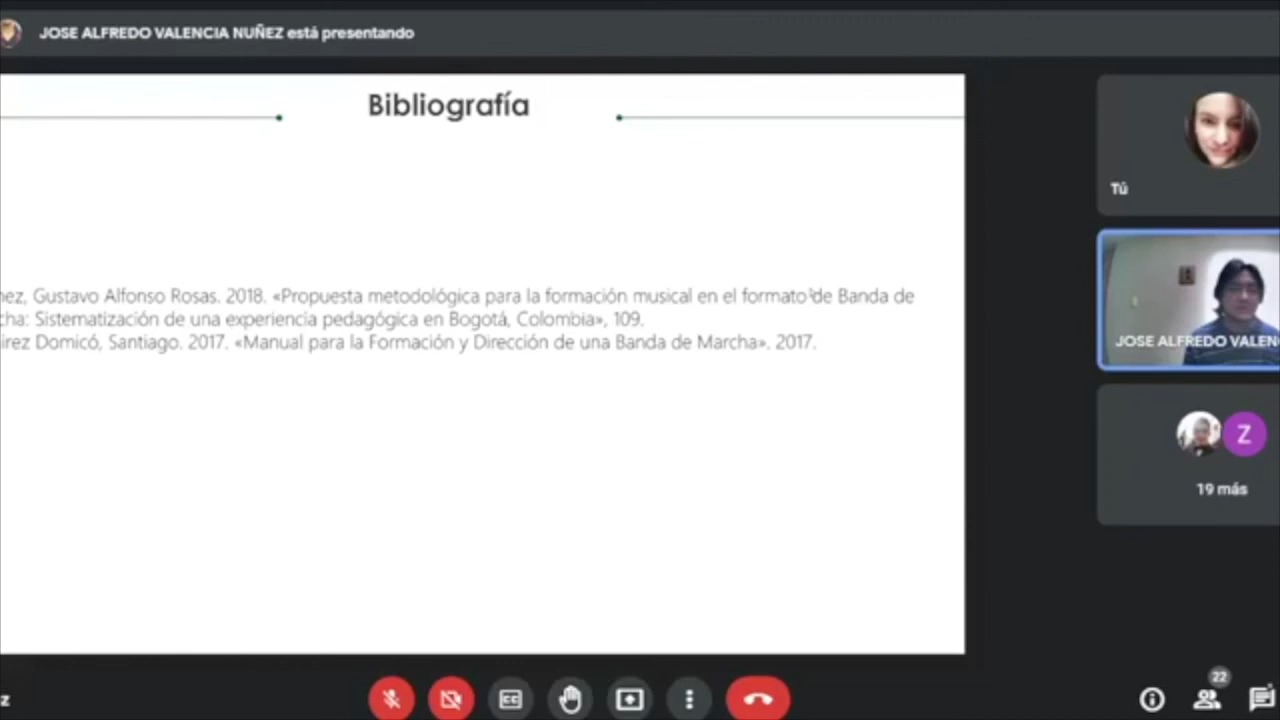 JOSE ALFREDO VALENCIA NUÑEZ está presentando
Bibliografía
nez, Gustavo Alfonso Rosas. 2018. «Propuesta metodológica para la formación musical en el formato de Banda de
cha: Sistematización de una experiencia pedagógica en Bogotá, Colombia», 109.
irez Domicó, Santiago. 2017. «Manual para la Formación y Dirección de una Banda de Marcha». 2017.
Tú
JOSE ALFREDO VALEN
Z
19 más
z
22